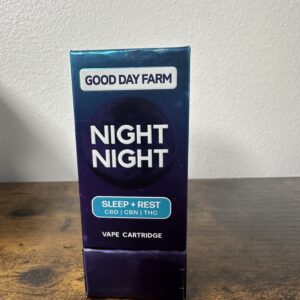 GOOD DAY FARM
NIGHT
NIGHT
SLEEP + REST
CBD | CBN | THC
VAPE CARTRIDGE